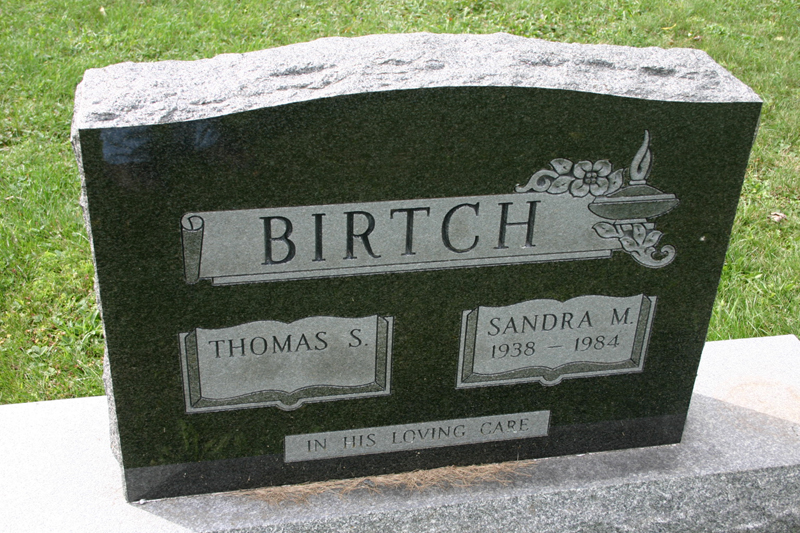 BIRTCH
THOMAS S.
SANDRA M.
1938 — 1984
IN HIS LOVING CARE